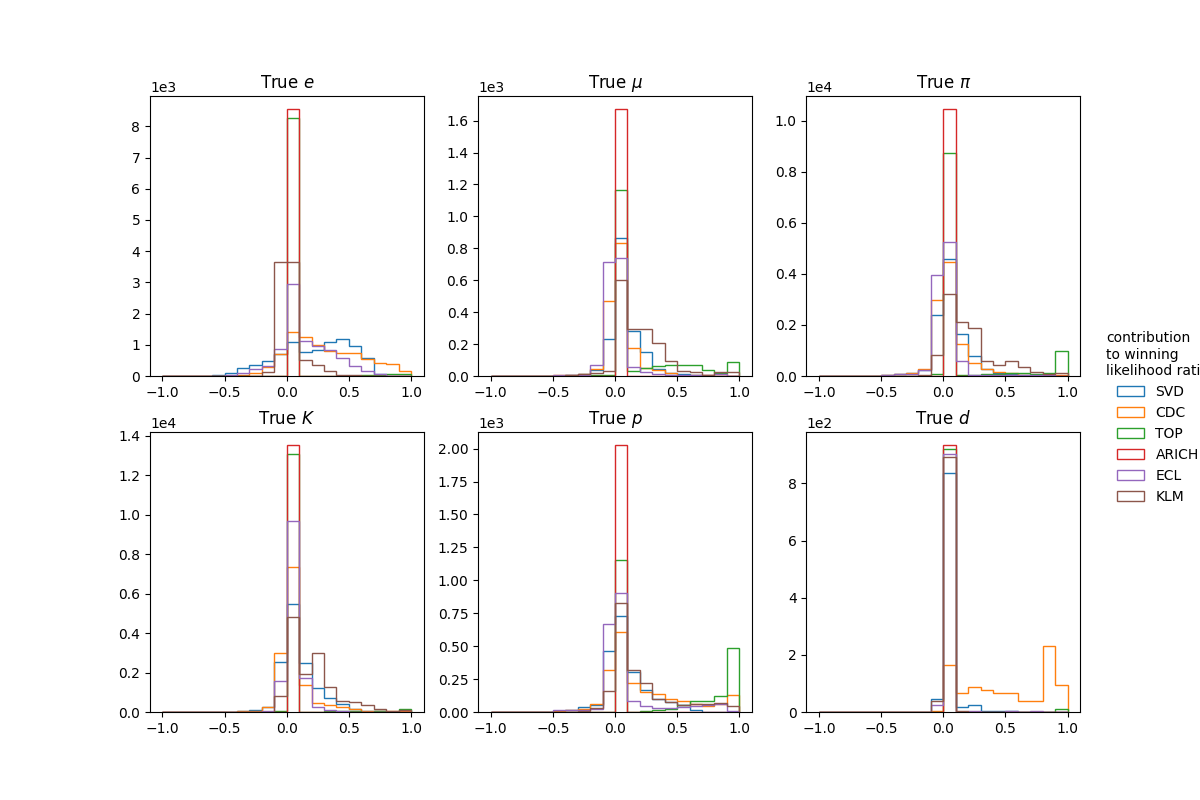 True e
1e3
8
7
6
5
4
3
2
1
0
−1.0 −0.5 0.0 0.5 1.0
True μ
1e3
1.6
1.4
1.2
1.0
0.8
0.6
0.4
0.2
0.0
−1.0 −0.5 0.0 0.5 1.0
True π
1e4
1.0
0.8
0.6
0.4
0.2
0.0
−1.0 −0.5 0.0 0.5 1.0
True K
1e4
1.4
1.2
1.0
0.8
0.6
0.4
0.2
0.0
−1.0 −0.5 0.0 0.5 1.0
True p
1e3
2.00
1.75
1.50
1.25
1.00
0.75
0.50
0.25
0.00
−1.0 −0.5 0.0 0.5 1.0
True d
1e2
8
6
4
2
0
−1.0 −0.5 0.0 0.5 1.0
contribution
to winning
likelihood rati
SVD
CDC
TOP
ARICH
ECL
KLM